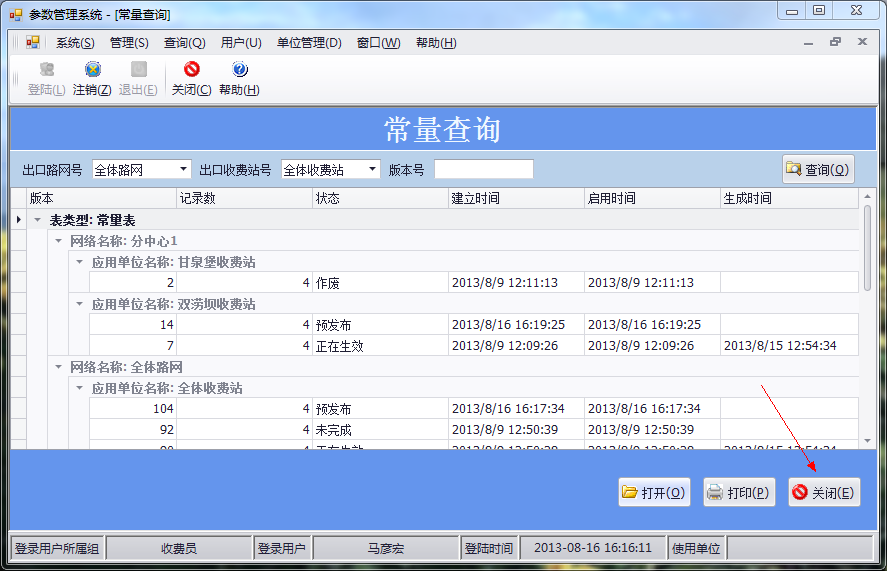 参数管理系统 - [常量查询]
系统(S) 管理(S) 查询(Q) 用户(U) 单位管理(D) 窗口(W) 帮助(H)
登陆(L) 注销(Z) 退出(E) 关闭(C) 帮助(H)
常量查询
出口路网号 全体路网 出口收费站号 全体收费站 版本号 查询(Q)
版本 记录数 状态 建立时间 启用时间 生成时间
表类型: 常量表
网络名称: 分中心1
应用单位名称: 甘泉堡收费站
2 4 作废 2013/8/9 12:11:13 2013/8/9 12:11:13
应用单位名称: 双涝坝收费站
14 4 预发布 2013/8/16 16:19:25 2013/8/16 16:19:25
7 4 正在生效 2013/8/9 12:09:26 2013/8/9 12:09:26 2013/8/15 12:54:34
网络名称: 全体路网
应用单位名称: 全体收费站
104 4 预发布 2013/8/16 16:17:34 2013/8/16 16:17:34
92 4 未完成 2013/8/9 12:50:39 2013/8/9 12:50:39
打开(O) 打印(P) 关闭(E)
登录用户所属组 收费员 登录用户 马彦宏 登陆时间 2013-08-16 16:16:11 使用单位